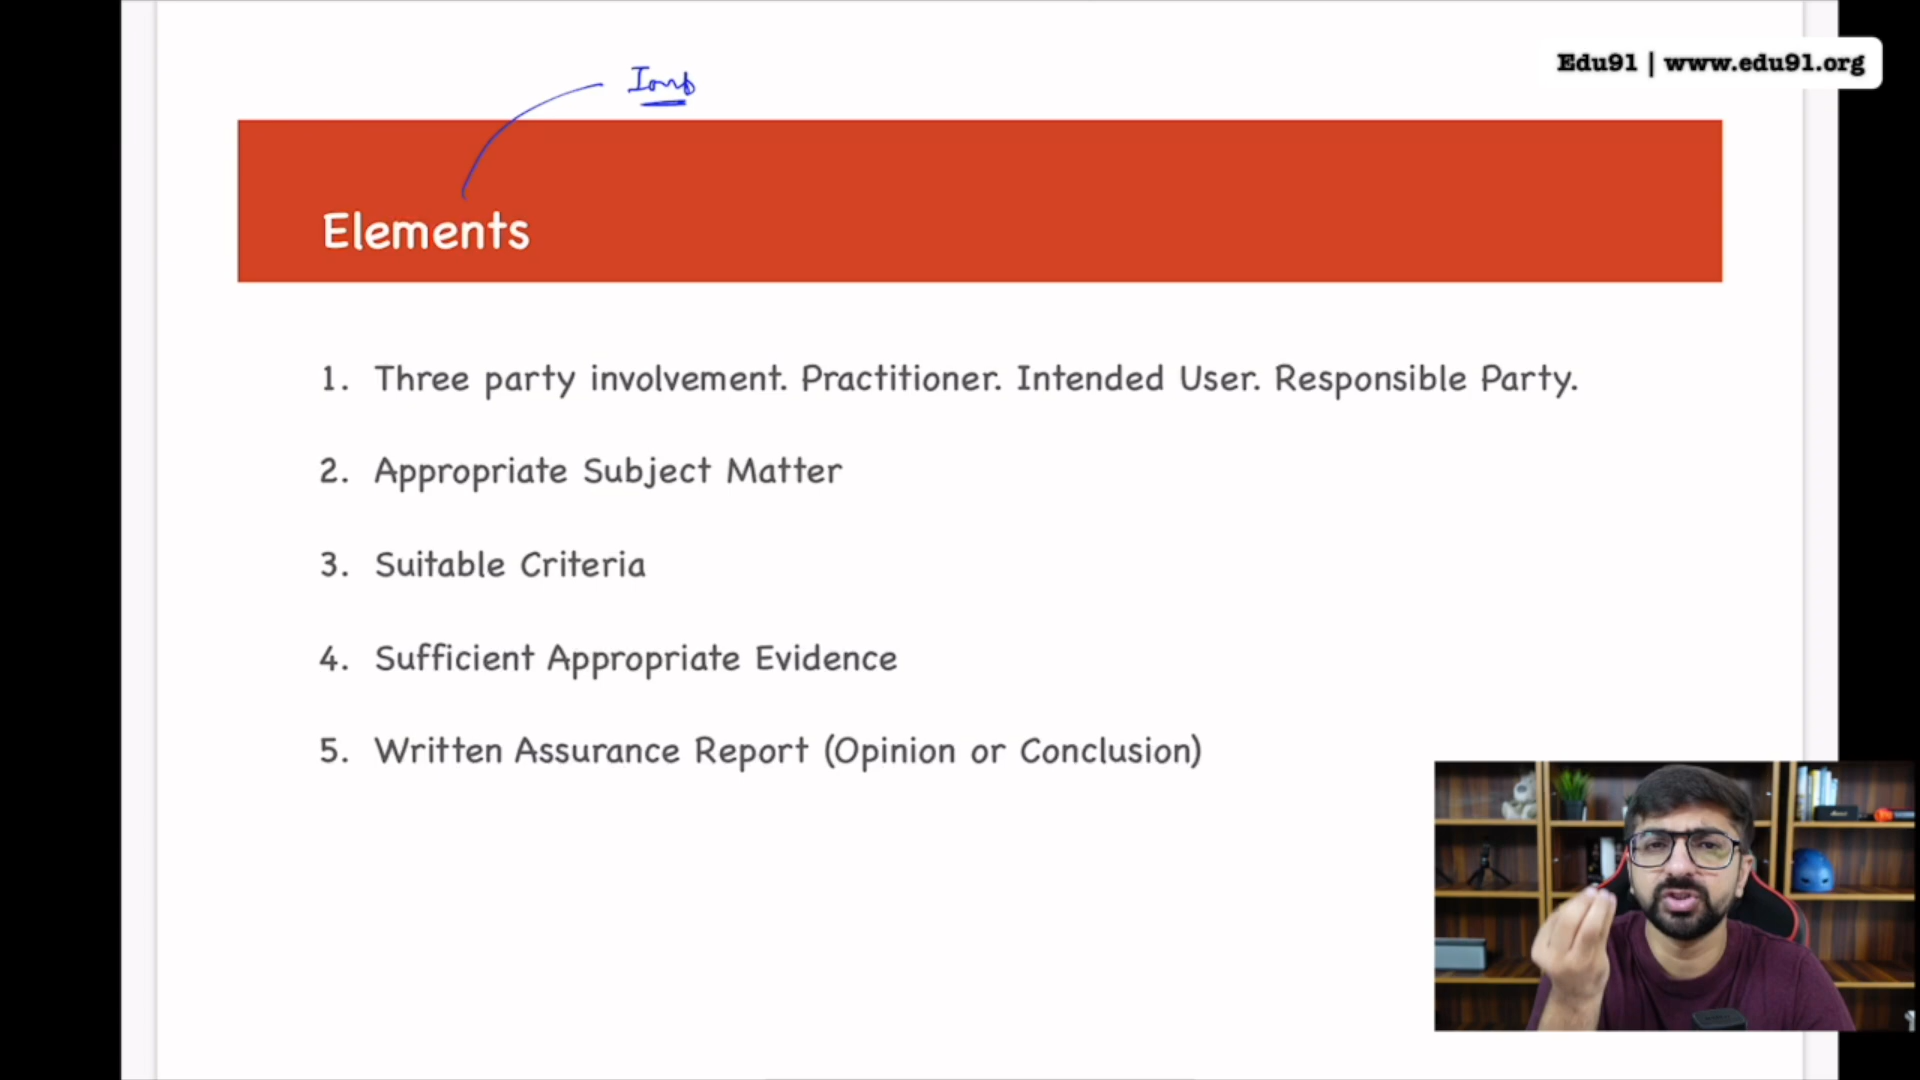 Edu91 | www.edu91.org
Elements
1. Three party involvement. Practitioner. Intended User. Responsible Party.
2. Appropriate Subject Matter
3. Suitable Criteria
4. Sufficient Appropriate Evidence
5. Written Assurance Report (Opinion or Conclusion)